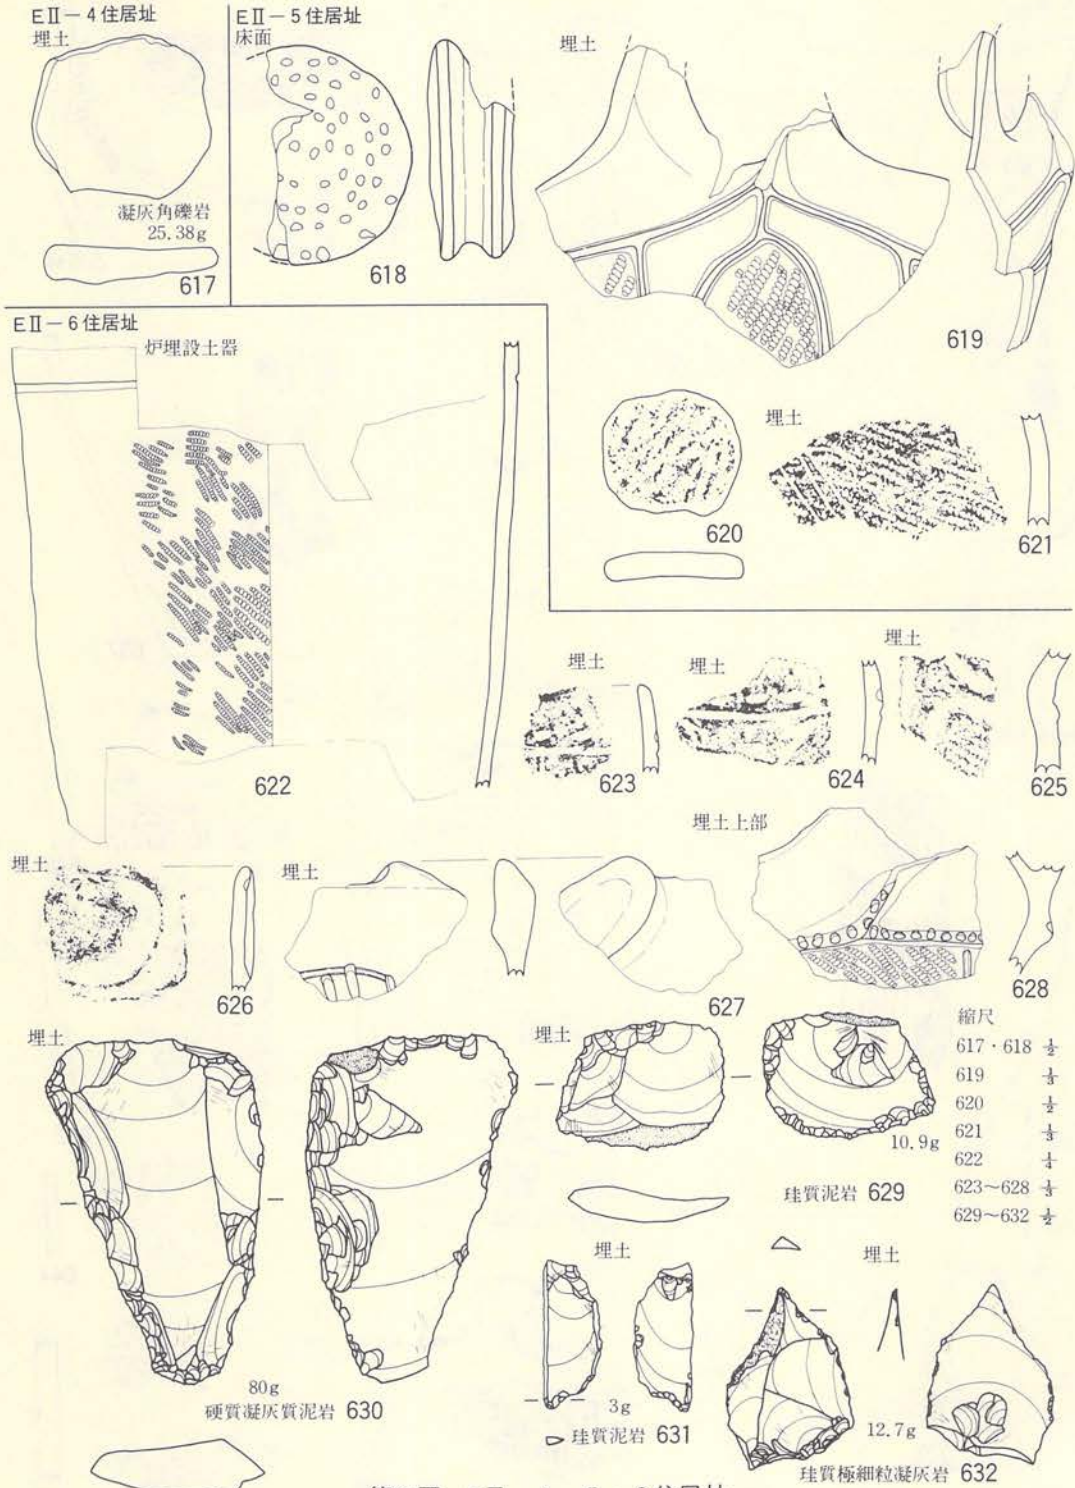 EⅡ－4住居址
埋土
凝灰角礫岩
25.38g
617
EⅡ－5住居址
床面
618
埋土
619
620
埋土
621
EⅡ－6住居址
炉埋設土器
622
埋土
623
埋土
624
埋土
625
埋土
626
埋土
627
埋土上部
628
縮尺
617・618 ½
619 ⅓
620 ½
621 ⅓
622 ¼
623～628 ⅓
629～632 ½
埋土
80g
硬質凝灰質泥岩 630
埋土
10.9g
珪質泥岩 629
埋土
3g
珪質泥岩 631
埋土
12.7g
珪質極細粒凝灰岩 632